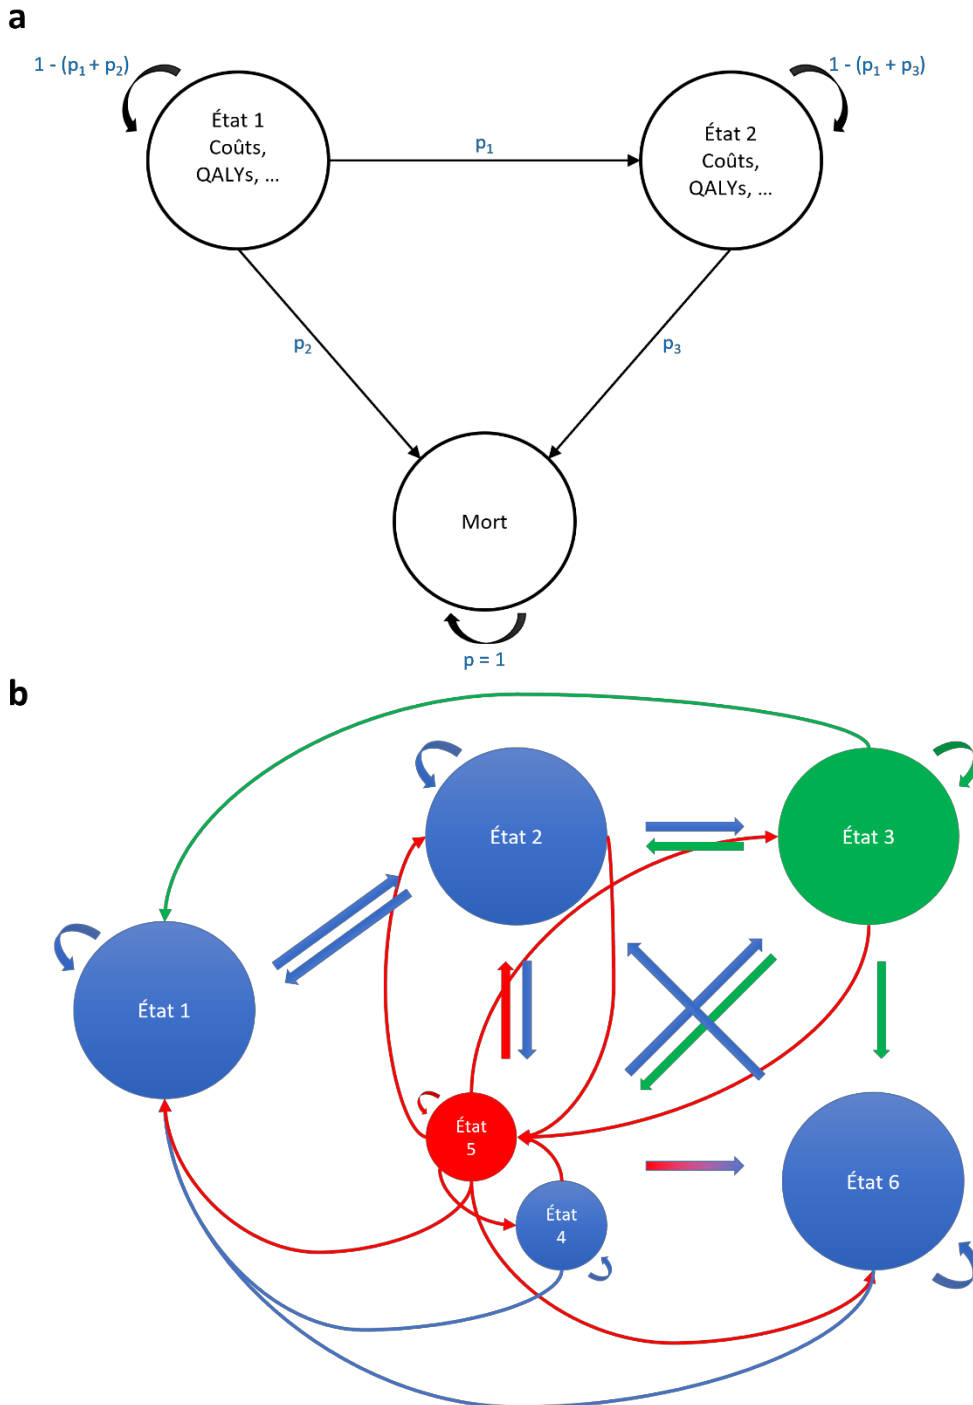 a
1 - (p₁ + p₂)
1 - (p₁ + p₃)
État 1
Coûts,
QALYs, ...
p₁
État 2
Coûts,
QALYs, ...
p₂
p₃
Mort
p = 1
b
État 2
État 3
État 1
État
5
État
4
État 6